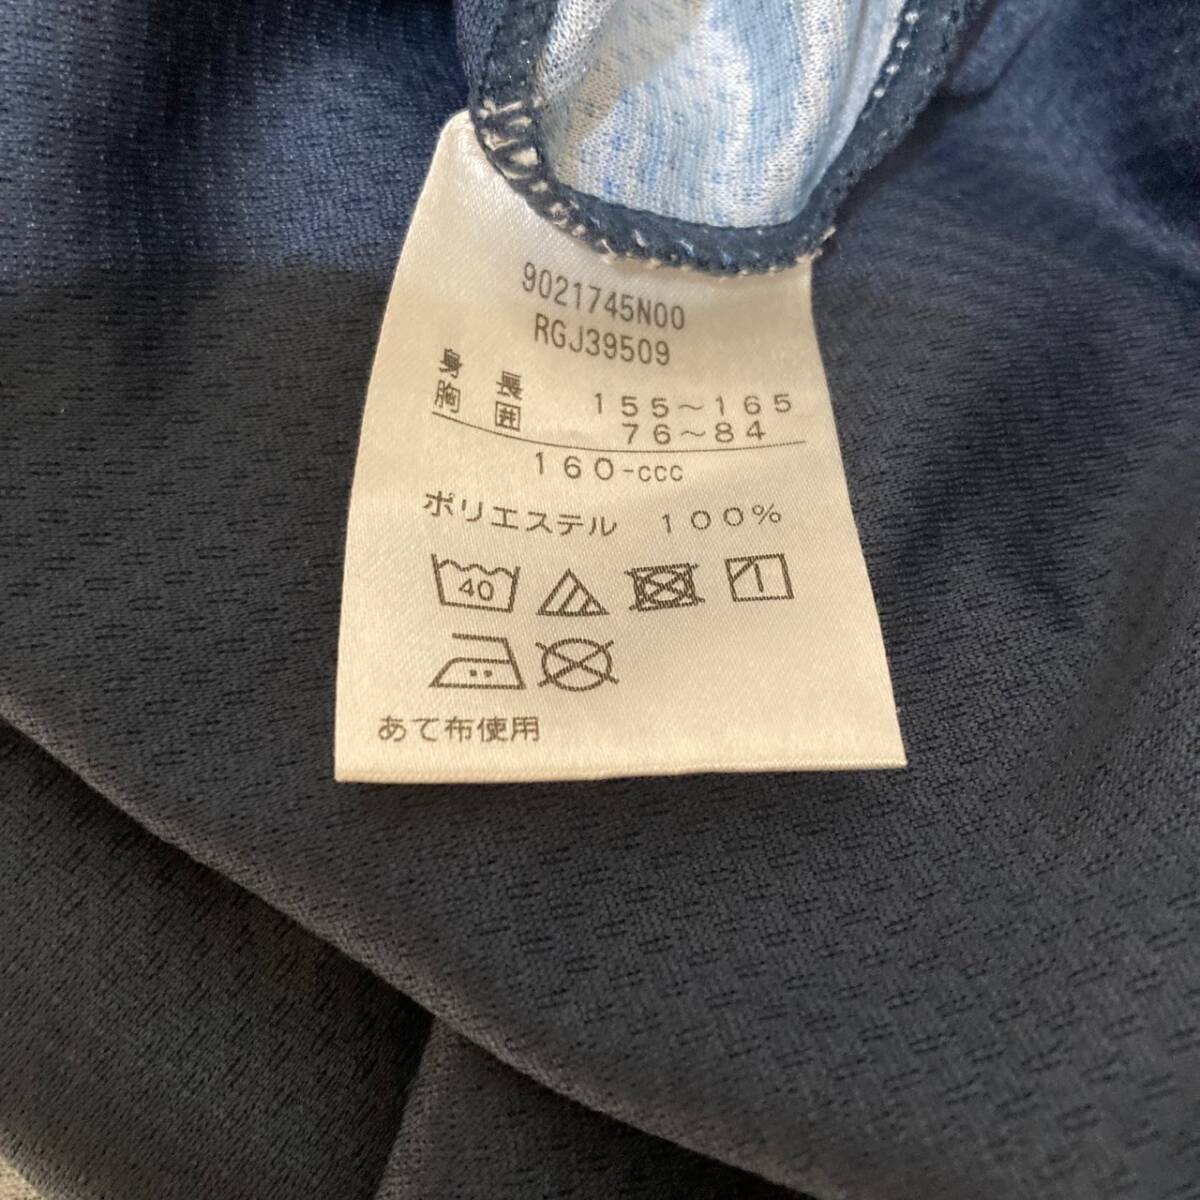 9021745N00
RGJ39509
身長 155～165
胸囲 76～84
160-CCC
ポリエステル 100%
40
あて布使用